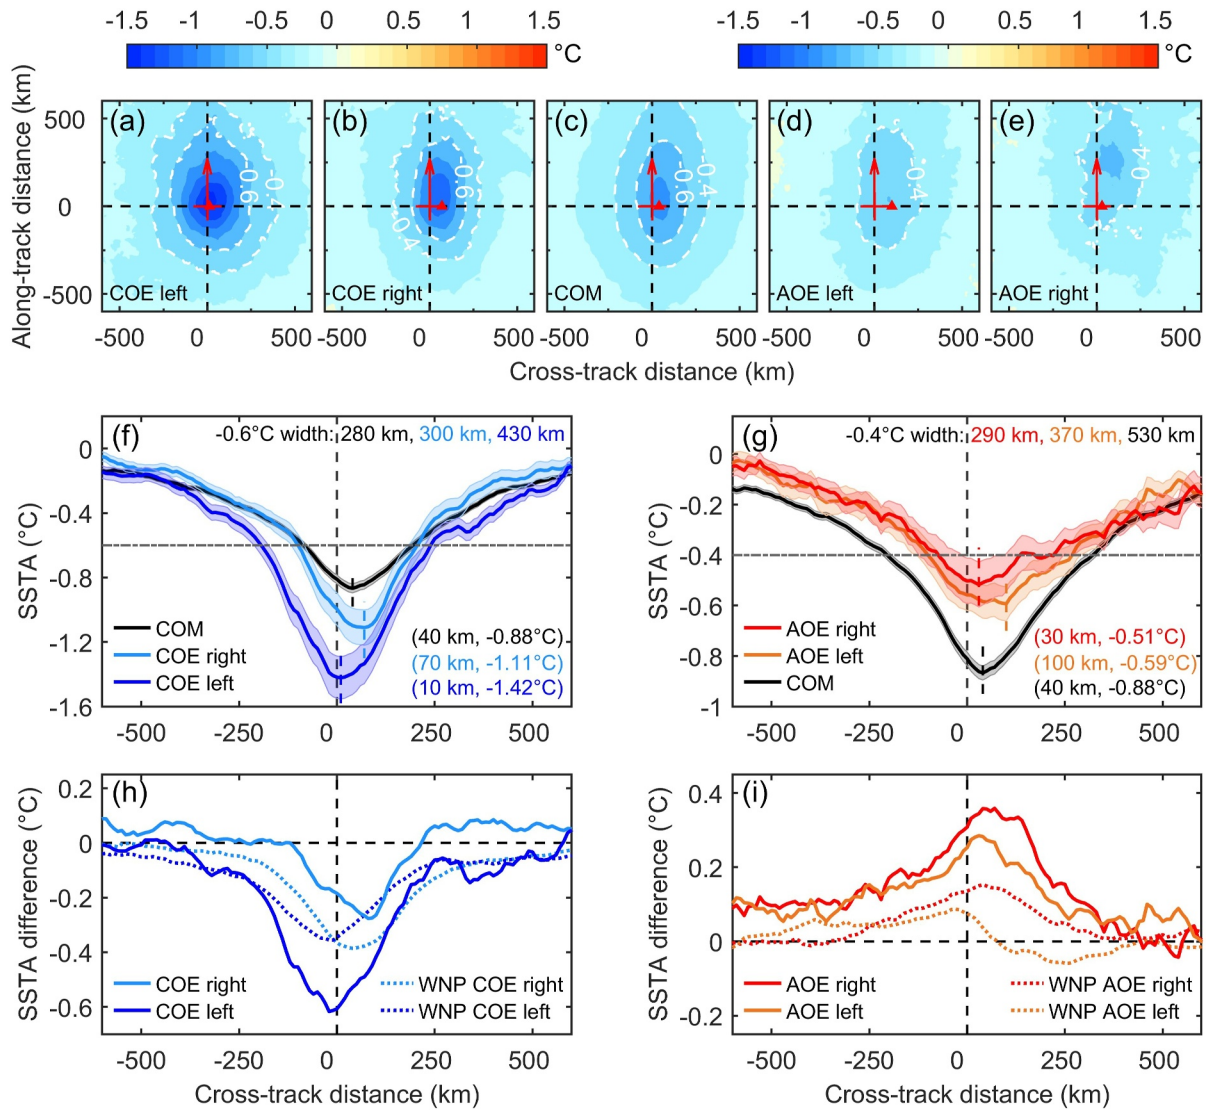 -1.5 -1 -0.5 0 0.5 1 1.5
°C
-1.5 -1 -0.5 0 0.5 1 1.5
°C
Along-track distance (km)
500
0
-500
(a)
-0.6
-0.4
COE left
(b)
-0.6
-0.4
COE right
(c)
-0.6
-0.4
COM
(d)
-0.4
AOE left
(e)
-0.4
AOE right
-500 0 500
-500 0 500
-500 0 500
-500 0 500
-500 0 500
Cross-track distance (km)
(f)
-0.6°C width: 280 km, 300 km, 430 km
SSTA (°C)
0
-0.4
-0.8
-1.2
-1.6
COM
COE right
COE left
(40 km, -0.88°C)
(70 km, -1.11°C)
(10 km, -1.42°C)
-500 -250 0 250 500
(g)
-0.4°C width: 290 km, 370 km, 530 km
SSTA (°C)
0
-0.2
-0.4
-0.6
-0.8
-1
AOE right
AOE left
COM
(30 km, -0.51°C)
(100 km, -0.59°C)
(40 km, -0.88°C)
-500 -250 0 250 500
(h)
SSTA difference (°C)
0.2
0
-0.2
-0.4
-0.6
COE right
COE left
WNP COE right
WNP COE left
-500 -250 0 250 500
Cross-track distance (km)
(i)
SSTA difference (°C)
0.4
0.2
0
-0.2
AOE right
AOE left
WNP AOE right
WNP AOE left
-500 -250 0 250 500
Cross-track distance (km)